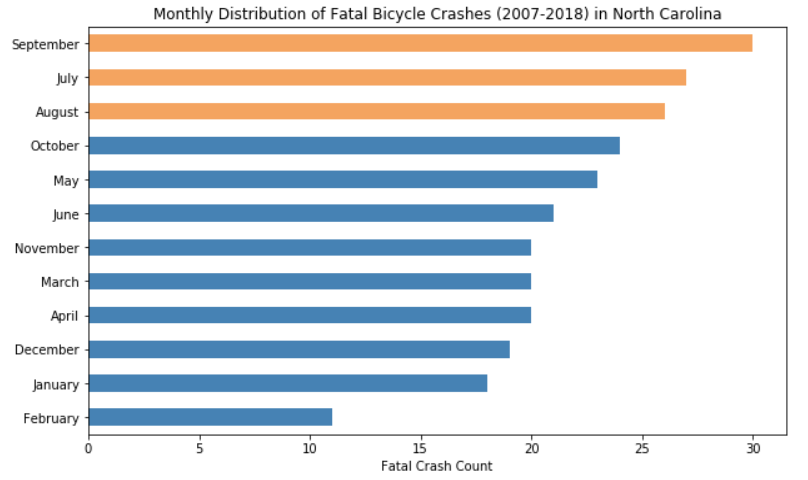 Monthly Distribution of Fatal Bicycle Crashes (2007-2018) in North Carolina
September
July
August
October
May
June
November
March
April
December
January
February
0 5 10 15 20 25 30
Fatal Crash Count